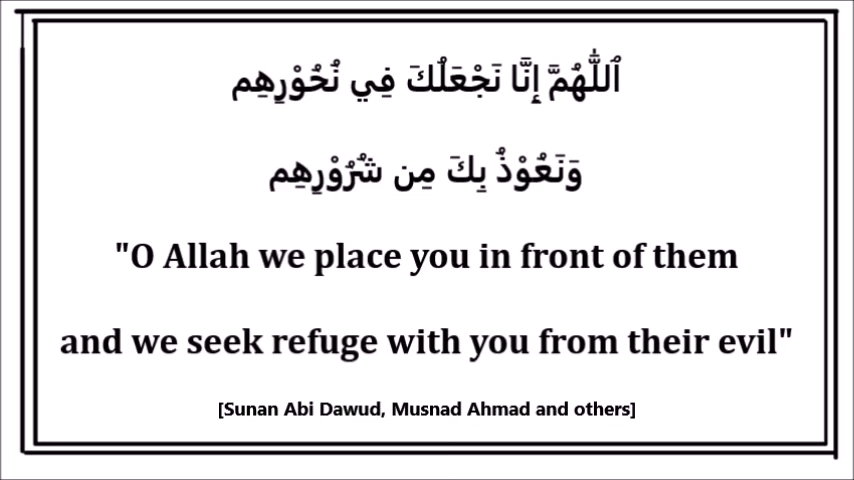 ٱللّٰهُمَّ إِنَّا نَجْعَلُكَ فِي نُحُوْرِهِم
وَنَعُوْذُ بِكَ مِن شُرُوْرِهِم
"O Allah we place you in front of them
and we seek refuge with you from their evil"
[Sunan Abi Dawud, Musnad Ahmad and others]